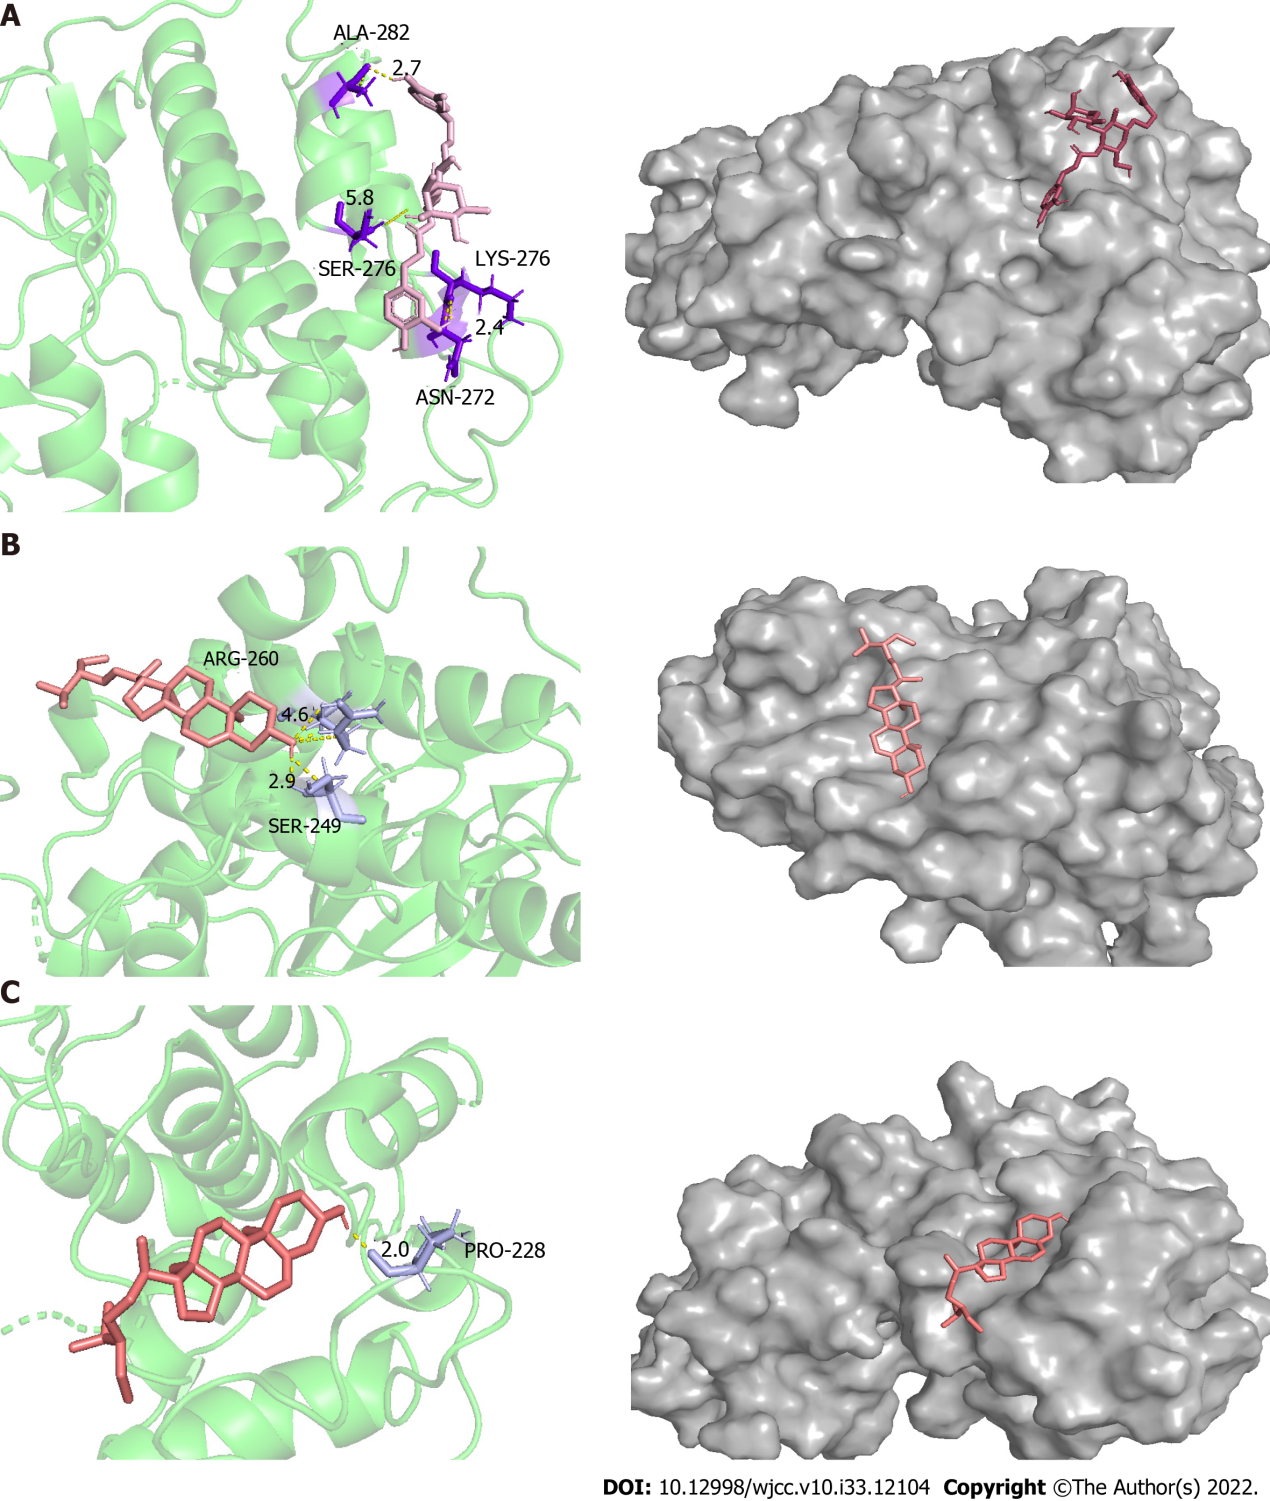 A
ALA-282
2.7
5.8
SER-276
LYS-276
2.4
ASN-272
B
ARG-260
4.6
2.9
SER-249
C
2.0
PRO-228
DOI: 10.12998/wjcc.v10.i33.12104 Copyright ©The Author(s) 2022.